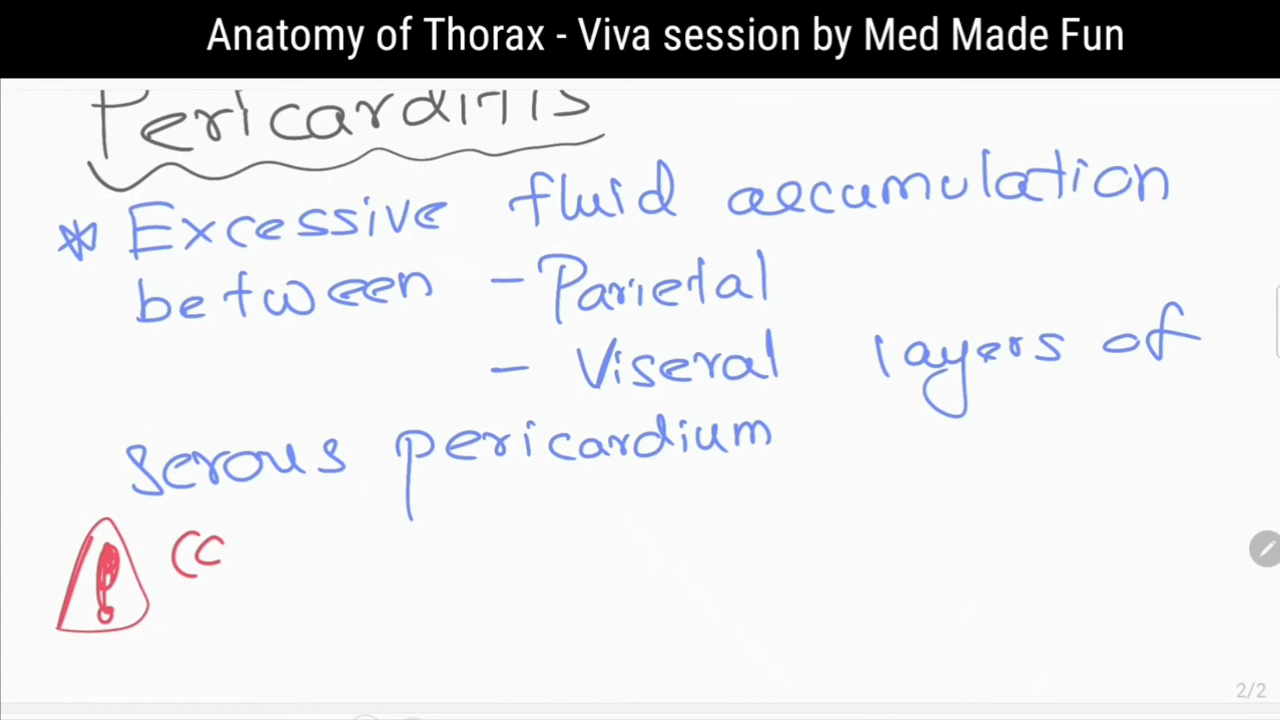 Anatomy of Thorax - Viva session by Med Made Fun
Pericarditis
* Excessive fluid accumulation
between - Parietal
- Viseral layers of
serous pericardium
! CC
2/2